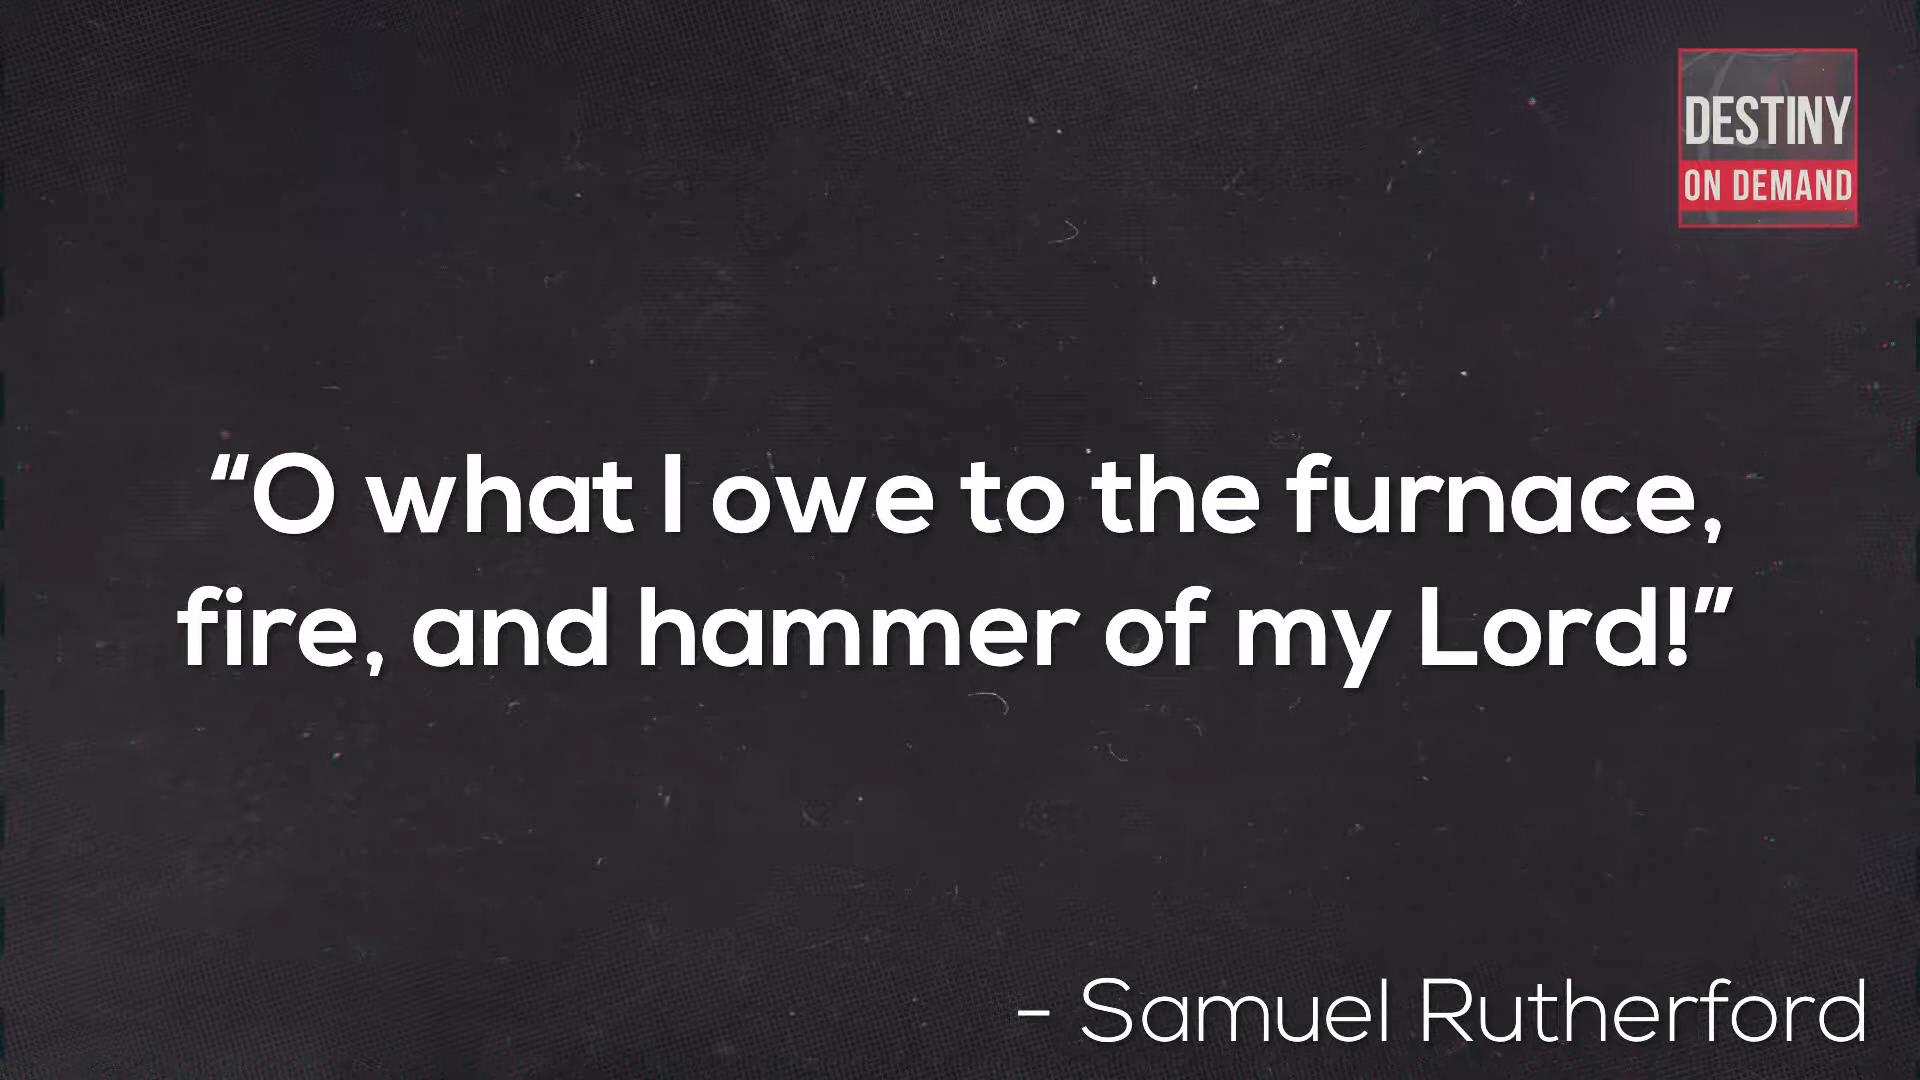 DESTINY
ON DEMAND
“O what I owe to the furnace,
fire, and hammer of my Lord!”
- Samuel Rutherford